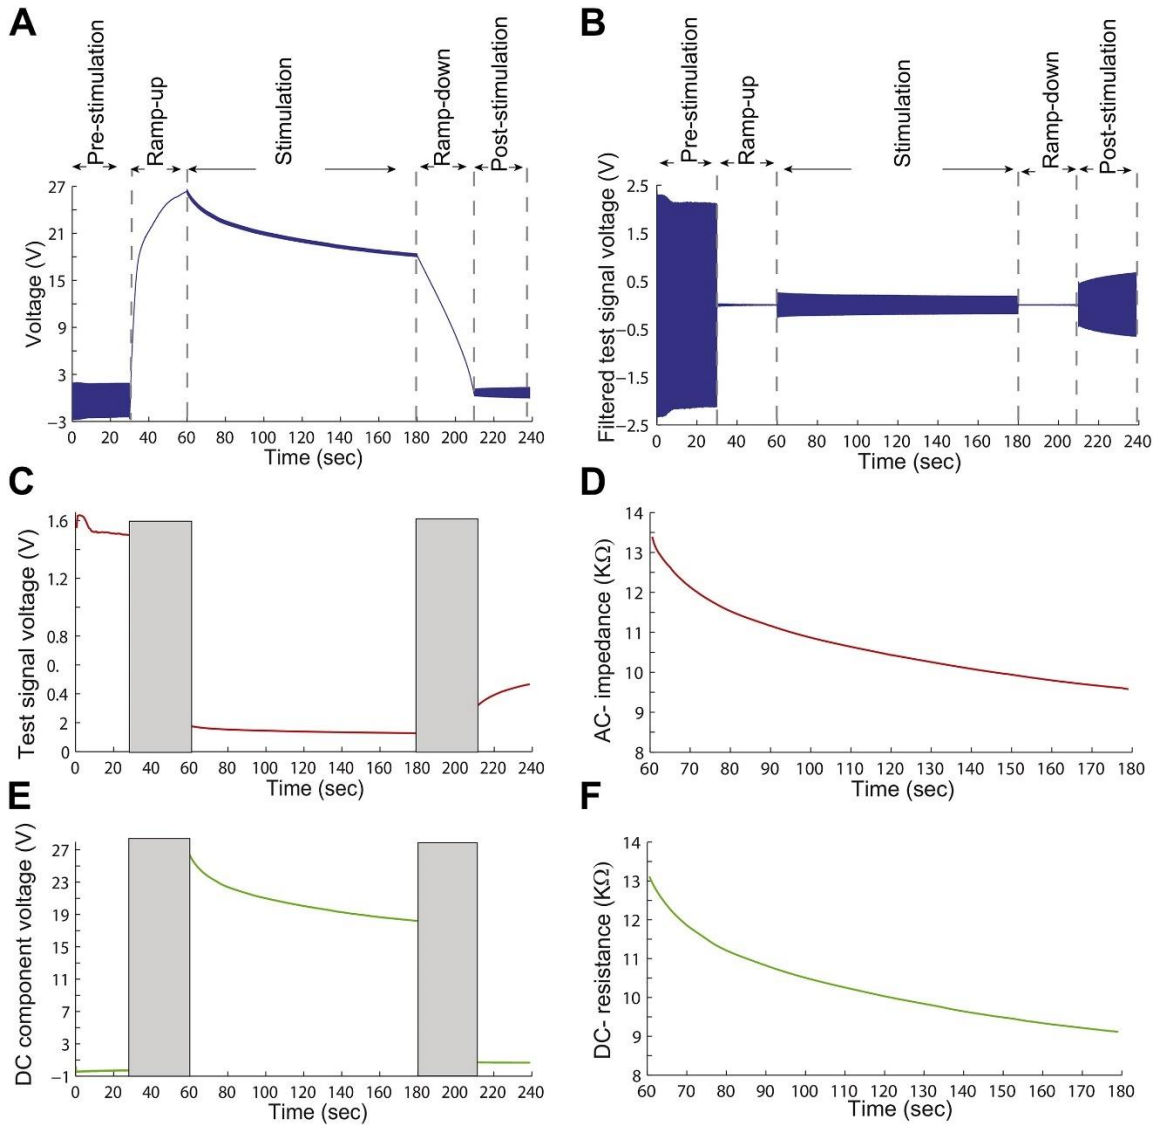 A
Pre-stimulation
Ramp-up
Stimulation
Ramp-down
Post-stimulation
Voltage (V)
27
21
15
9
3
−3
0 20 40 60 80 100 120 140 160 180 200 220 240
Time (sec)
B
Pre-stimulation
Ramp-up
Stimulation
Ramp-down
Post-stimulation
Filtered test signal voltage (V)
2.5
1.5
0.5
−0.5
−1.5
−2.5
0 20 40 60 80 100 120 140 160 180 200 220 240
Time (sec)
C
Test signal voltage (V)
1.6
1.2
0.8
0.
0.4
2
0
0 20 40 60 80 100 120 140 160 180 200 220 240
Time (sec)
D
AC- impedance (KΩ)
14
13
12
11
10
9
8
60 70 80 90 100 110 120 130 140 150 160 170 180
Time (sec)
E
DC component voltage (V)
27
23
19
15
11
7
3
−1
0 20 40 60 80 100 120 140 160 180 200 220 240
Time (sec)
F
DC- resistance (KΩ)
14
13
12
11
10
9
8
60 70 80 90 100 110 120 130 140 150 160 170 180
Time (sec)